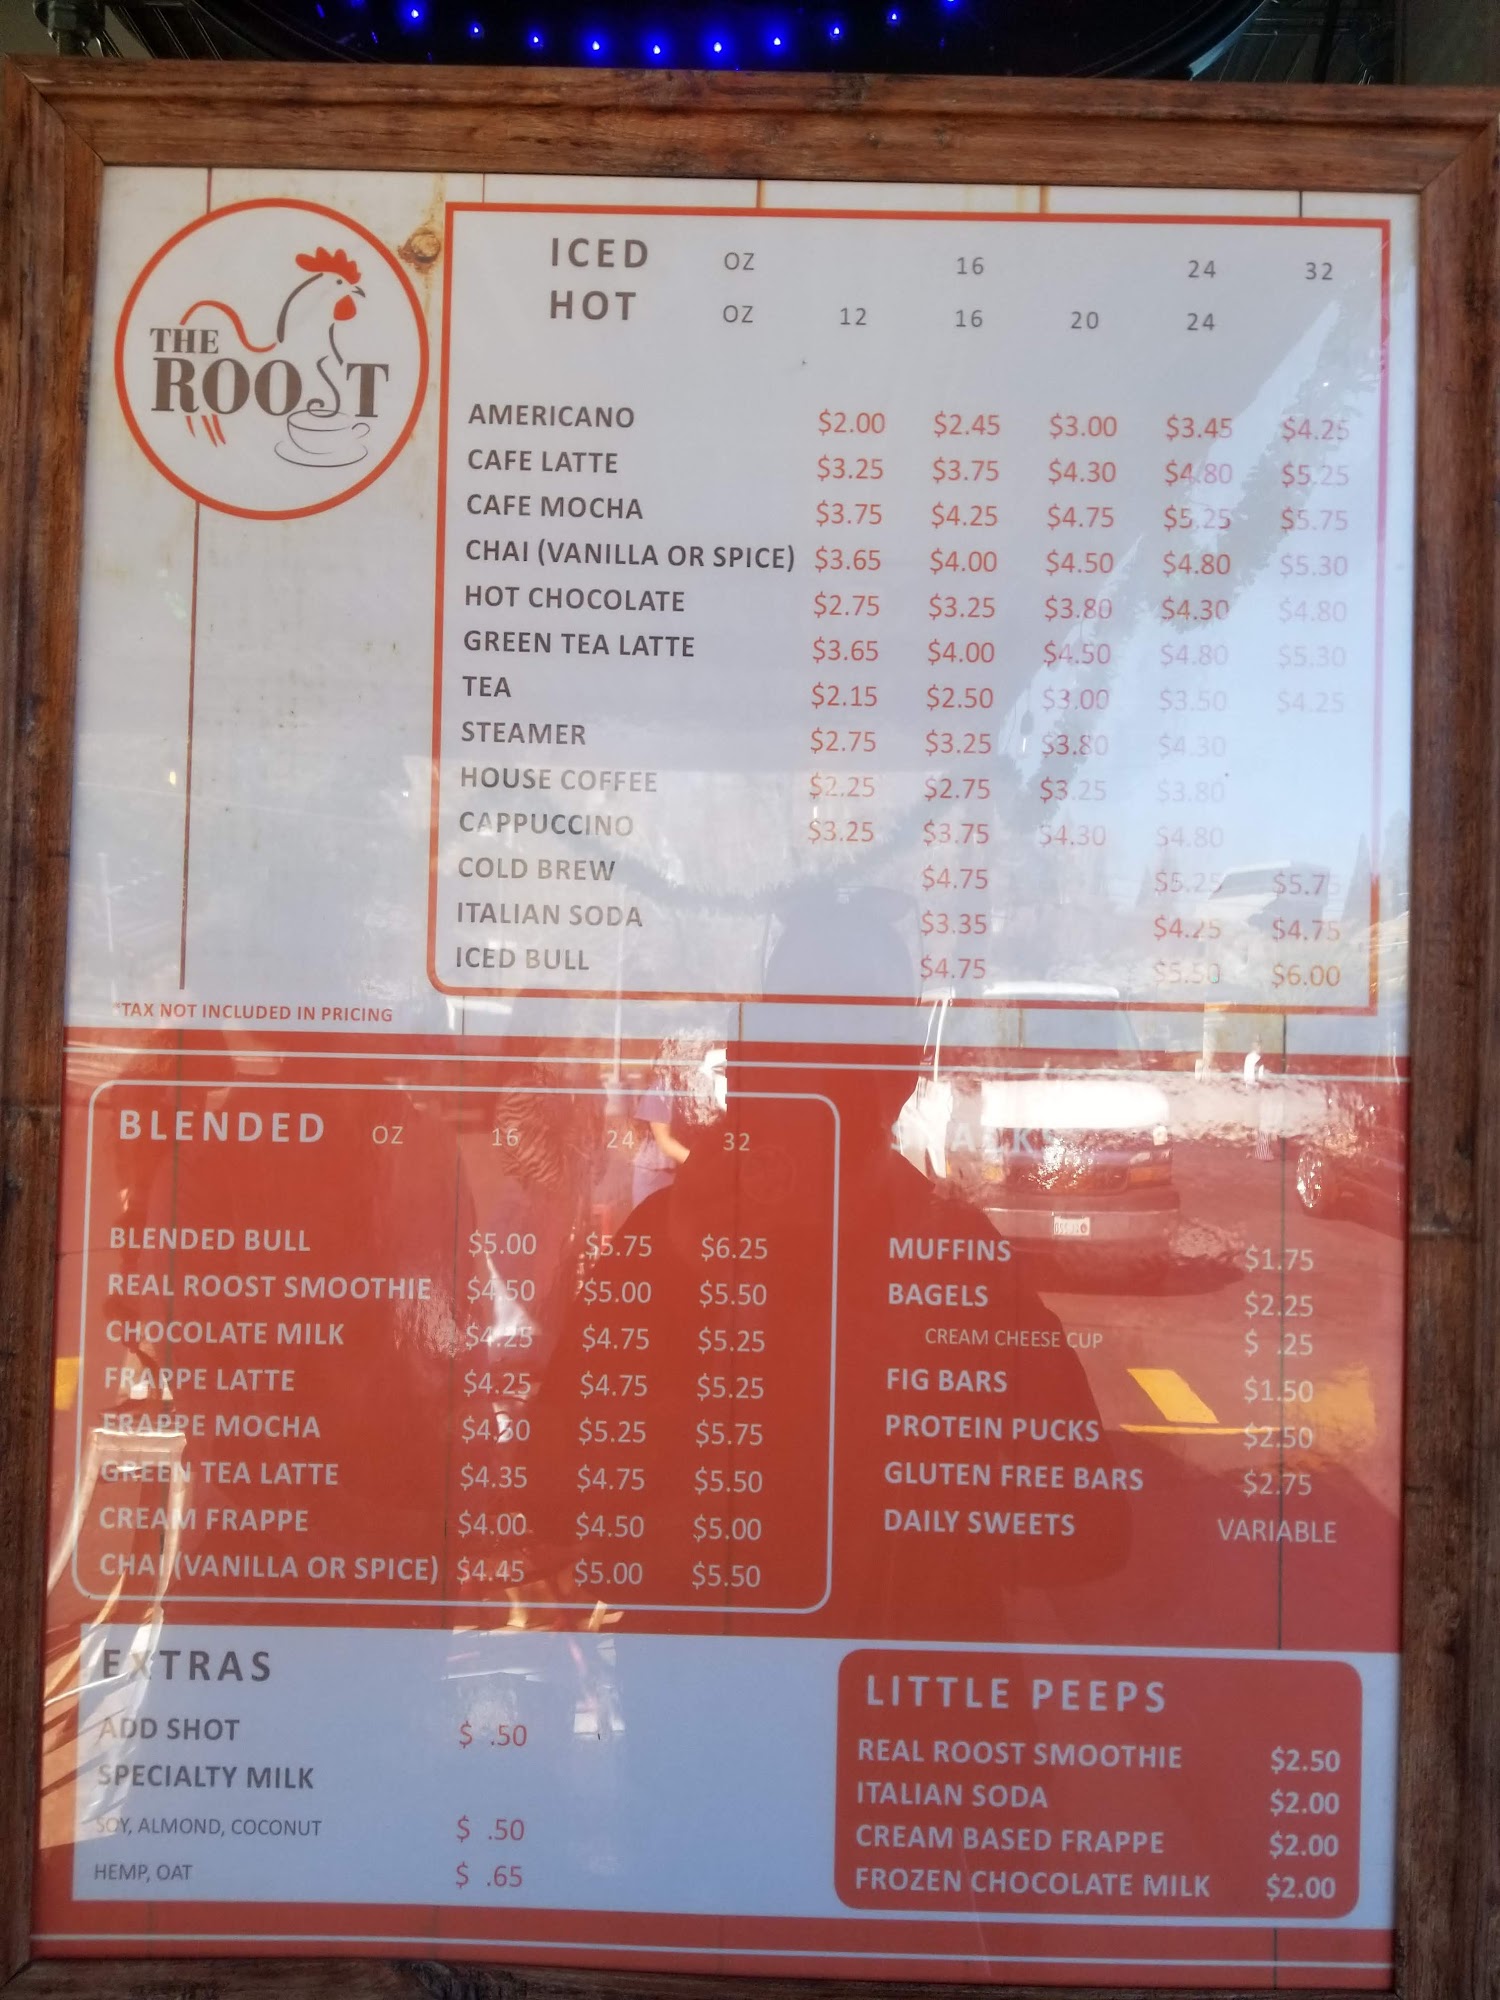 THE
ROOST
ICED OZ 16 24 32
HOT OZ 12 16 20 24
AMERICANO $2.00 $2.45 $3.00 $3.45 $4.25
CAFE LATTE $3.25 $3.75 $4.30 $4.80 $5.25
CAFE MOCHA $3.75 $4.25 $4.75 $5.25 $5.75
CHAI (VANILLA OR SPICE) $3.65 $4.00 $4.50 $4.80 $5.30
HOT CHOCOLATE $2.75 $3.25 $3.80 $4.30 $4.80
GREEN TEA LATTE $3.65 $4.00 $4.50 $4.80 $5.30
TEA $2.15 $2.50 $3.00 $3.50 $4.25
STEAMER $2.75 $3.25 $3.80 $4.30
HOUSE COFFEE $2.25 $2.75 $3.25 $3.80
CAPPUCCINO $3.25 $3.75 $4.30 $4.80
COLD BREW $4.75 $5.25 $5.75
ITALIAN SODA $3.35 $4.25 $4.75
ICED BULL $4.75 $5.50 $6.00
*TAX NOT INCLUDED IN PRICING
BLENDED OZ 16 24 32
BLENDED BULL $5.00 $5.75 $6.25
REAL ROOST SMOOTHIE $4.50 $5.00 $5.50
CHOCOLATE MILK $4.25 $4.75 $5.25
FRAPPE LATTE $4.25 $4.75 $5.25
FRAPPE MOCHA $4.50 $5.25 $5.75
GREEN TEA LATTE $4.35 $4.75 $5.50
CREAM FRAPPE $4.00 $4.50 $5.00
CHAI (VANILLA OR SPICE) $4.45 $5.00 $5.50
SNACKS
MUFFINS $1.75
BAGELS $2.25
CREAM CHEESE CUP $ .25
FIG BARS $1.50
PROTEIN PUCKS $2.50
GLUTEN FREE BARS $2.75
DAILY SWEETS VARIABLE
EXTRAS
ADD SHOT $ .50
SPECIALTY MILK
SOY, ALMOND, COCONUT $ .50
HEMP, OAT $ .65
LITTLE PEEPS
REAL ROOST SMOOTHIE $2.50
ITALIAN SODA $2.00
CREAM BASED FRAPPE $2.00
FROZEN CHOCOLATE MILK $2.00